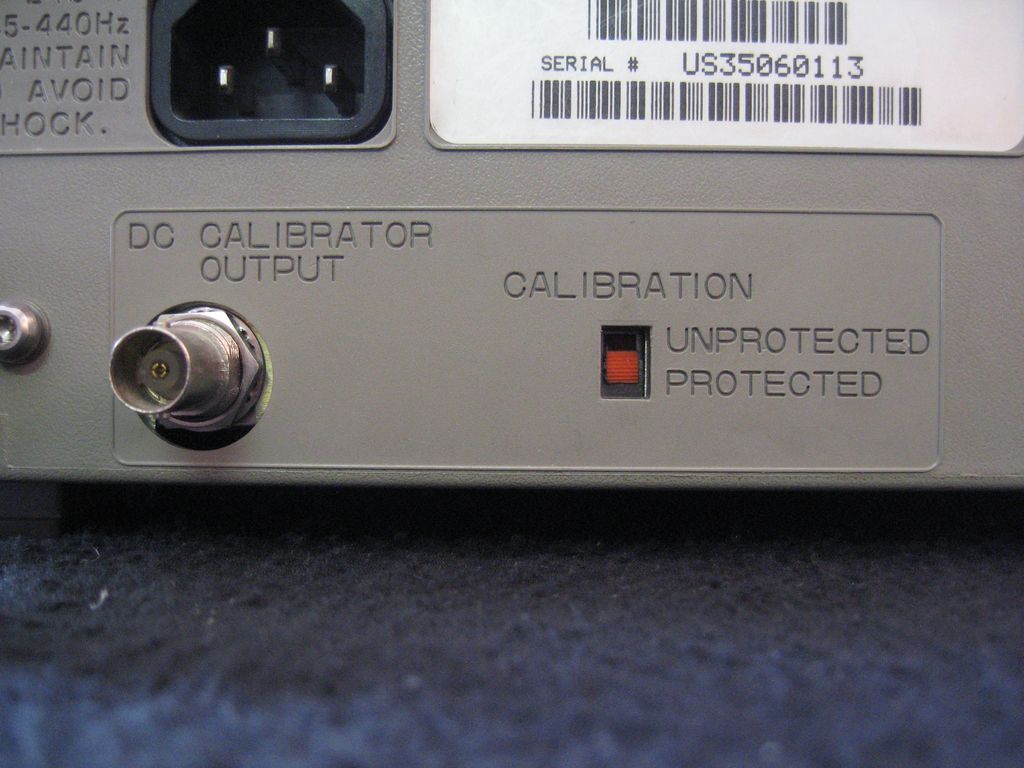 5-440Hz
AINTAIN
AVOID
HOCK.
SERIAL # US35060113
DC CALIBRATOR
OUTPUT
CALIBRATION
UNPROTECTED
PROTECTED